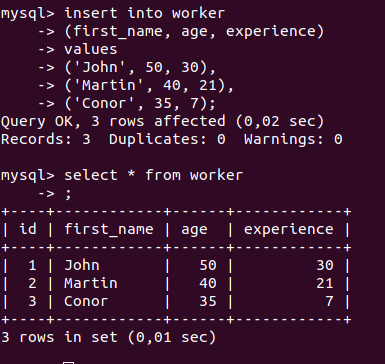 mysql> insert into worker
    -> (first_name, age, experience)
    -> values
    -> ('John', 50, 30),
    -> ('Martin', 40, 21),
    -> ('Conor', 35, 7);
Query OK, 3 rows affected (0,02 sec)
Records: 3  Duplicates: 0  Warnings: 0

mysql> select * from worker
    -> ;
+----+------------+------+------------+
| id | first_name | age  | experience |
+----+------------+------+------------+
|  1 | John       |   50 |         30 |
|  2 | Martin     |   40 |         21 |
|  3 | Conor      |   35 |          7 |
+----+------------+------+------------+
3 rows in set (0,01 sec)